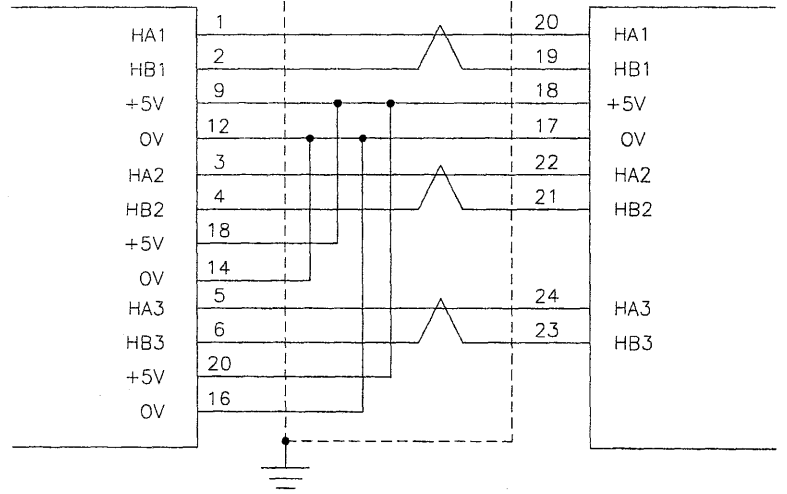 HA1 1 20 HA1
HB1 2 19 HB1
+5V 9 18 +5V
0V 12 17 0V
HA2 3 22 HA2
HB2 4 21 HB2
+5V 18
0V 14
HA3 5 24 HA3
HB3 6 23 HB3
+5V 20
0V 16